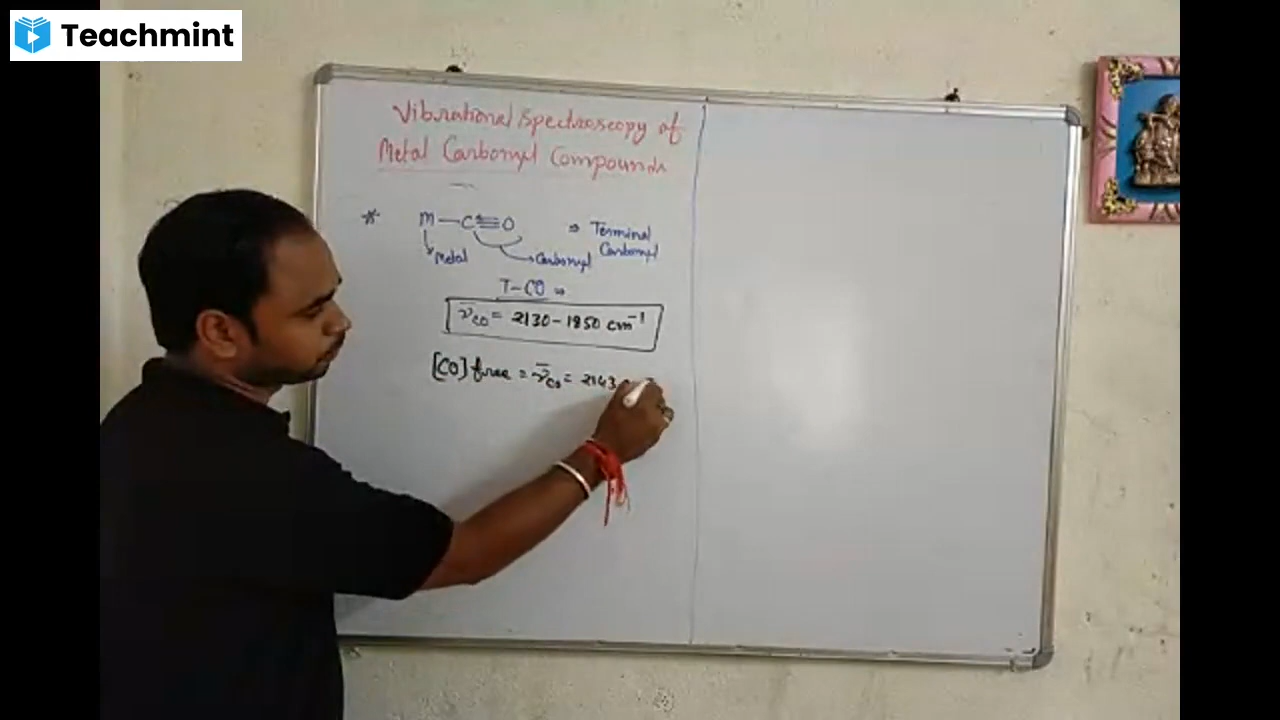 Teachmint
Vibrational Spectroscopy of
Metal Carbonyl Compounds
* M—C≡O ⇒ Terminal
Carbonyl
Metal Carbonyl
T-CO ⇒
ν̄co = 2130-1850 cm⁻¹
[CO] free = ν̄co = 2143